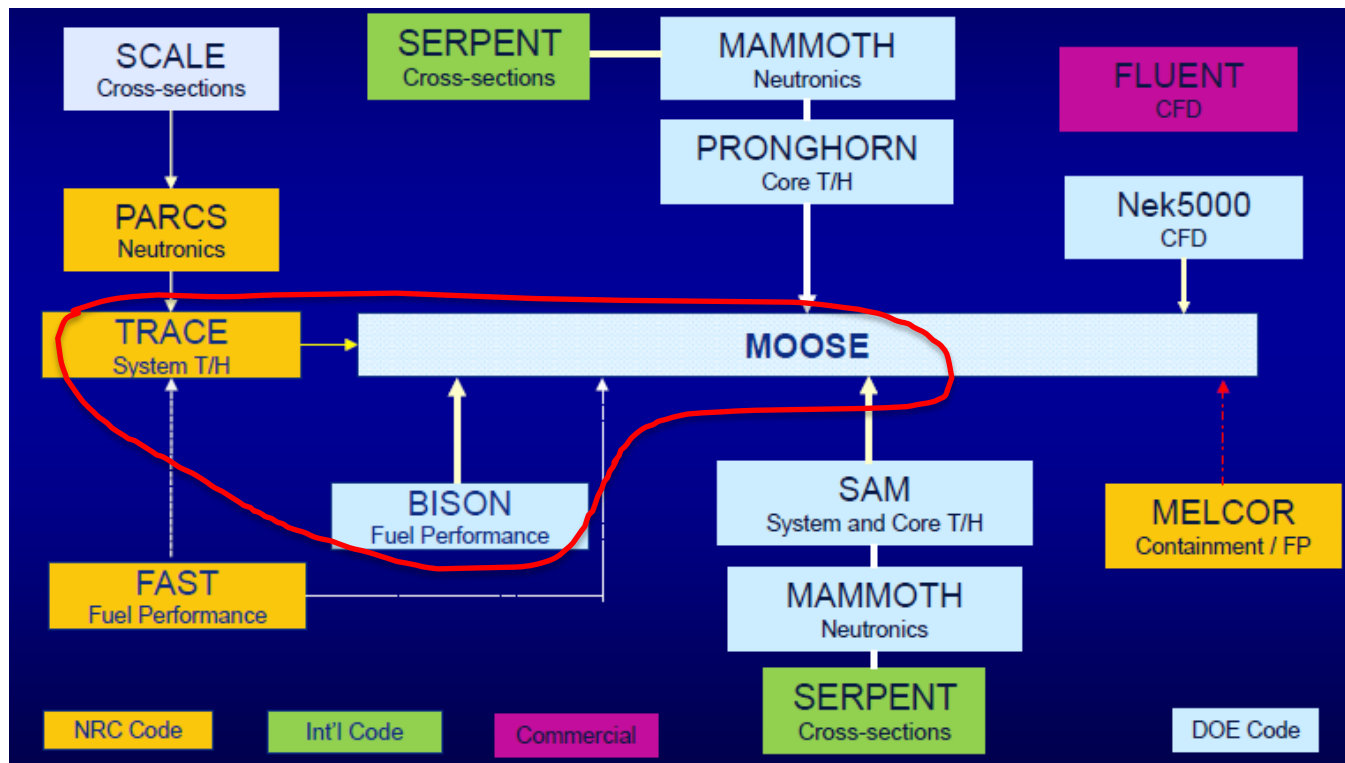 SCALE
Cross-sections
SERPENT
Cross-sections
MAMMOTH
Neutronics
FLUENT
CFD
PRONGHORN
Core T/H
PARCS
Neutronics
Nek5000
CFD
TRACE
System T/H
MOOSE
BISON
Fuel Performance
SAM
System and Core T/H
MELCOR
Containment / FP
FAST
Fuel Performance
MAMMOTH
Neutronics
SERPENT
Cross-sections
NRC Code
Int'l Code
Commercial
DOE Code